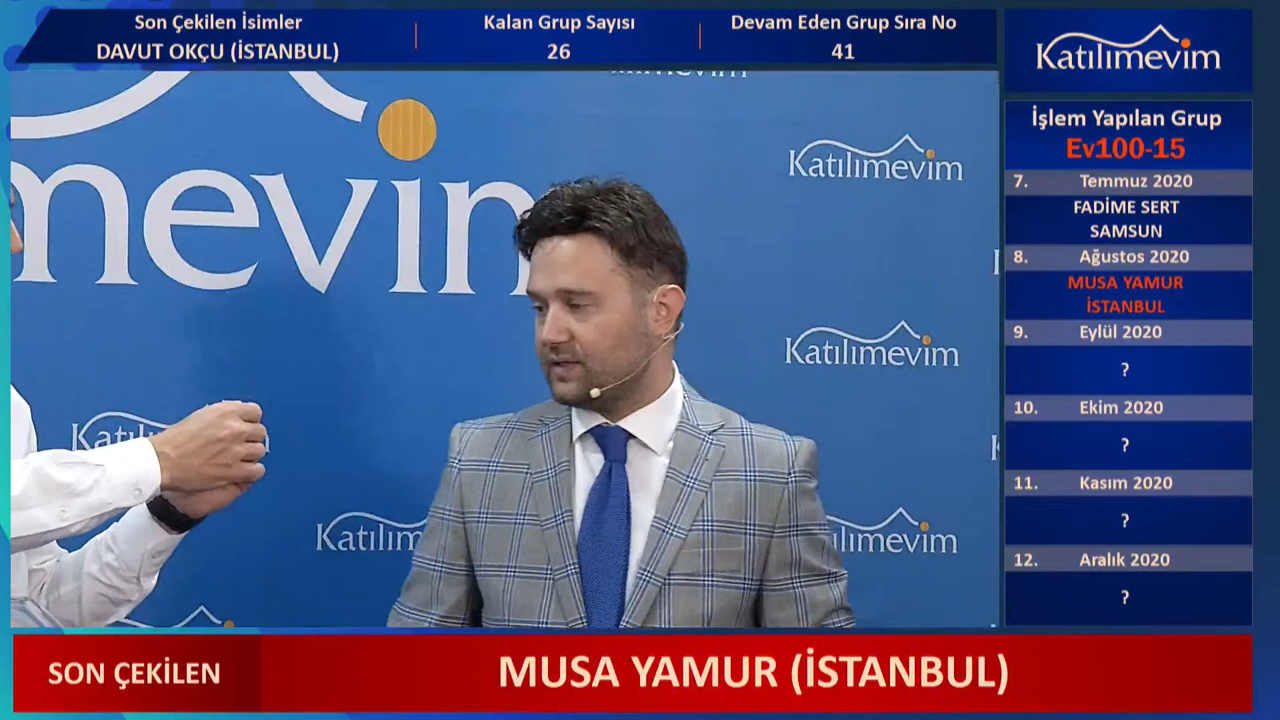 Son Çekilen İsimler
DAVUT OKÇU (İSTANBUL)
Kalan Grup Sayısı
26
Devam Eden Grup Sıra No
41
Katılımevim
İşlem Yapılan Grup
Ev100-15
7. Temmuz 2020
FADİME SERT
SAMSUN
8. Ağustos 2020
MUSA YAMUR
İSTANBUL
9. Eylül 2020
?
10. Ekim 2020
?
11. Kasım 2020
?
12. Aralık 2020
?
mevim
Katılımevim
Katılımevim
Katılım
ılımevim
SON ÇEKİLEN
MUSA YAMUR (İSTANBUL)